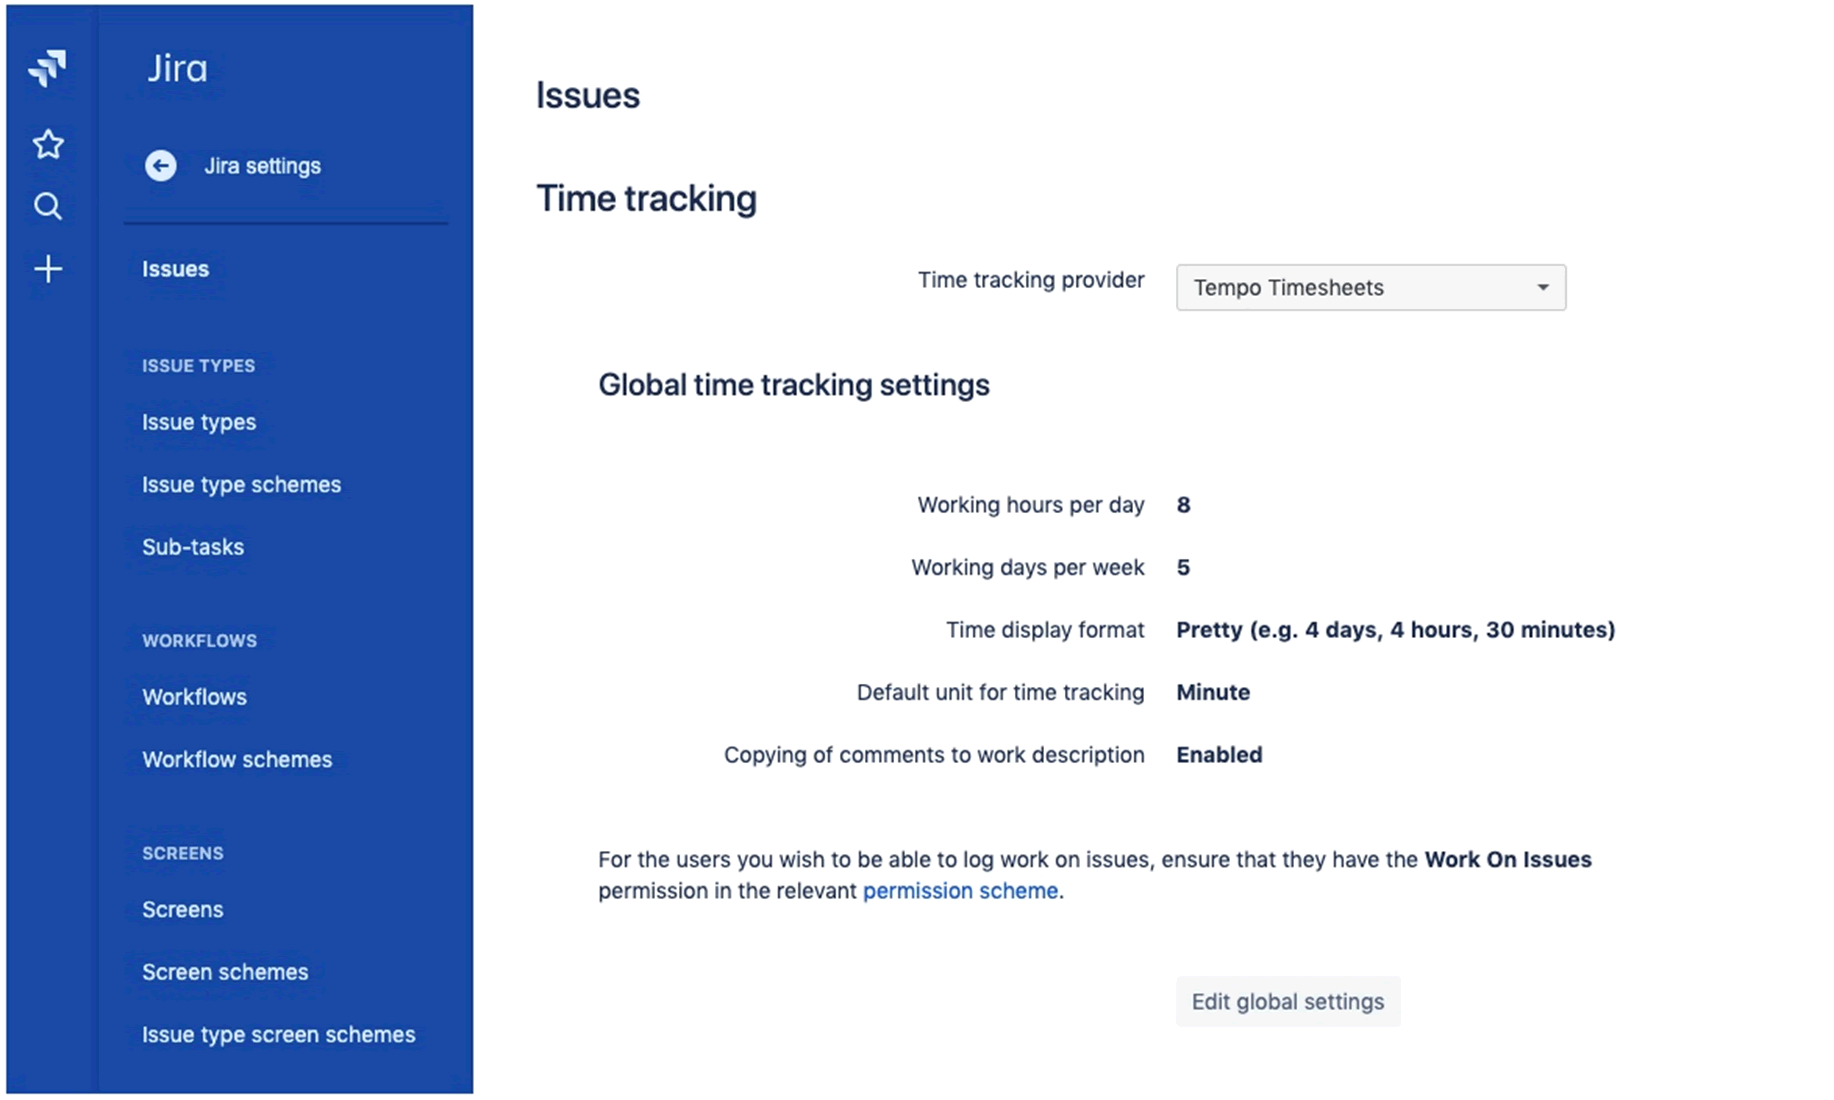 Jira
Jira settings
Issues
ISSUE TYPES
Issue types
Issue type schemes
Sub-tasks
WORKFLOWS
Workflows
Workflow schemes
SCREENS
Screens
Screen schemes
Issue type screen schemes
Issues
Time tracking
Time tracking provider Tempo Timesheets
Global time tracking settings
Working hours per day 8
Working days per week 5
Time display format Pretty (e.g. 4 days, 4 hours, 30 minutes)
Default unit for time tracking Minute
Copying of comments to work description Enabled
For the users you wish to be able to log work on issues, ensure that they have the Work On Issues
permission in the relevant permission scheme.
Edit global settings